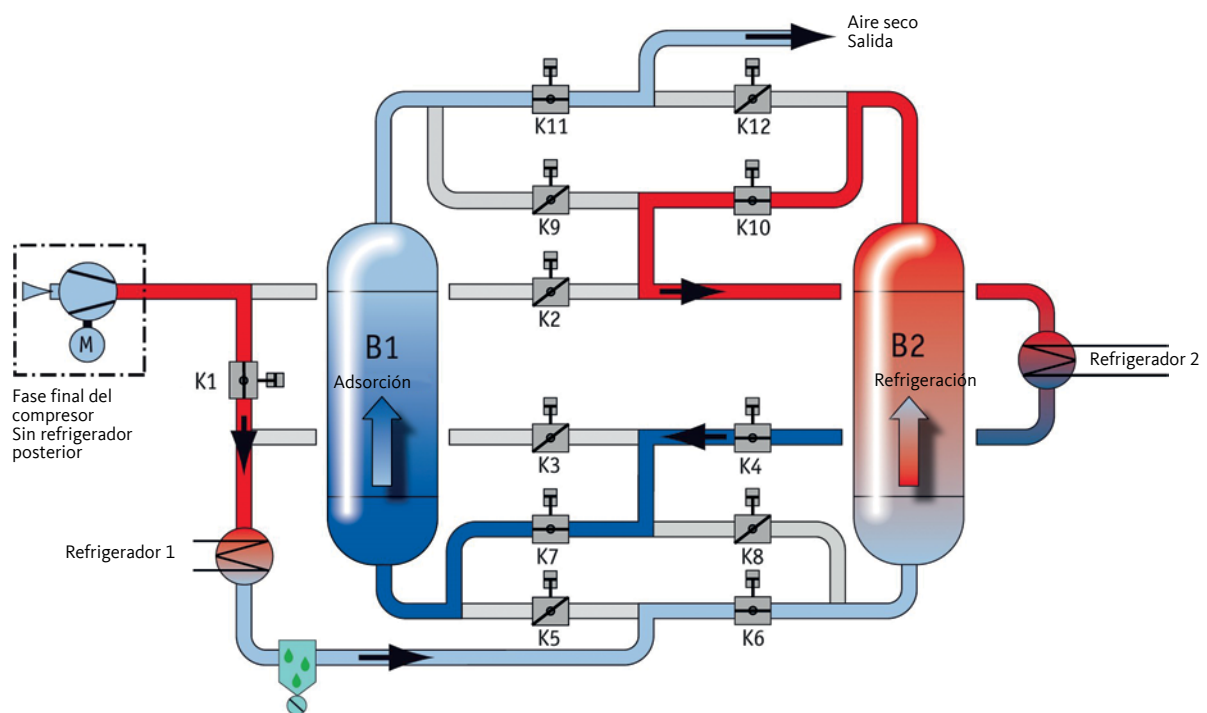 Aire seco
Salida
K11
K12
K9
K10
K2
M
B1
B2
K1
Adsorción
Refrigeración
Refrigerador 2
Fase final del
compresor
Sin refrigerador
posterior
K3
K4
Refrigerador 1
K7
K8
K5
K6